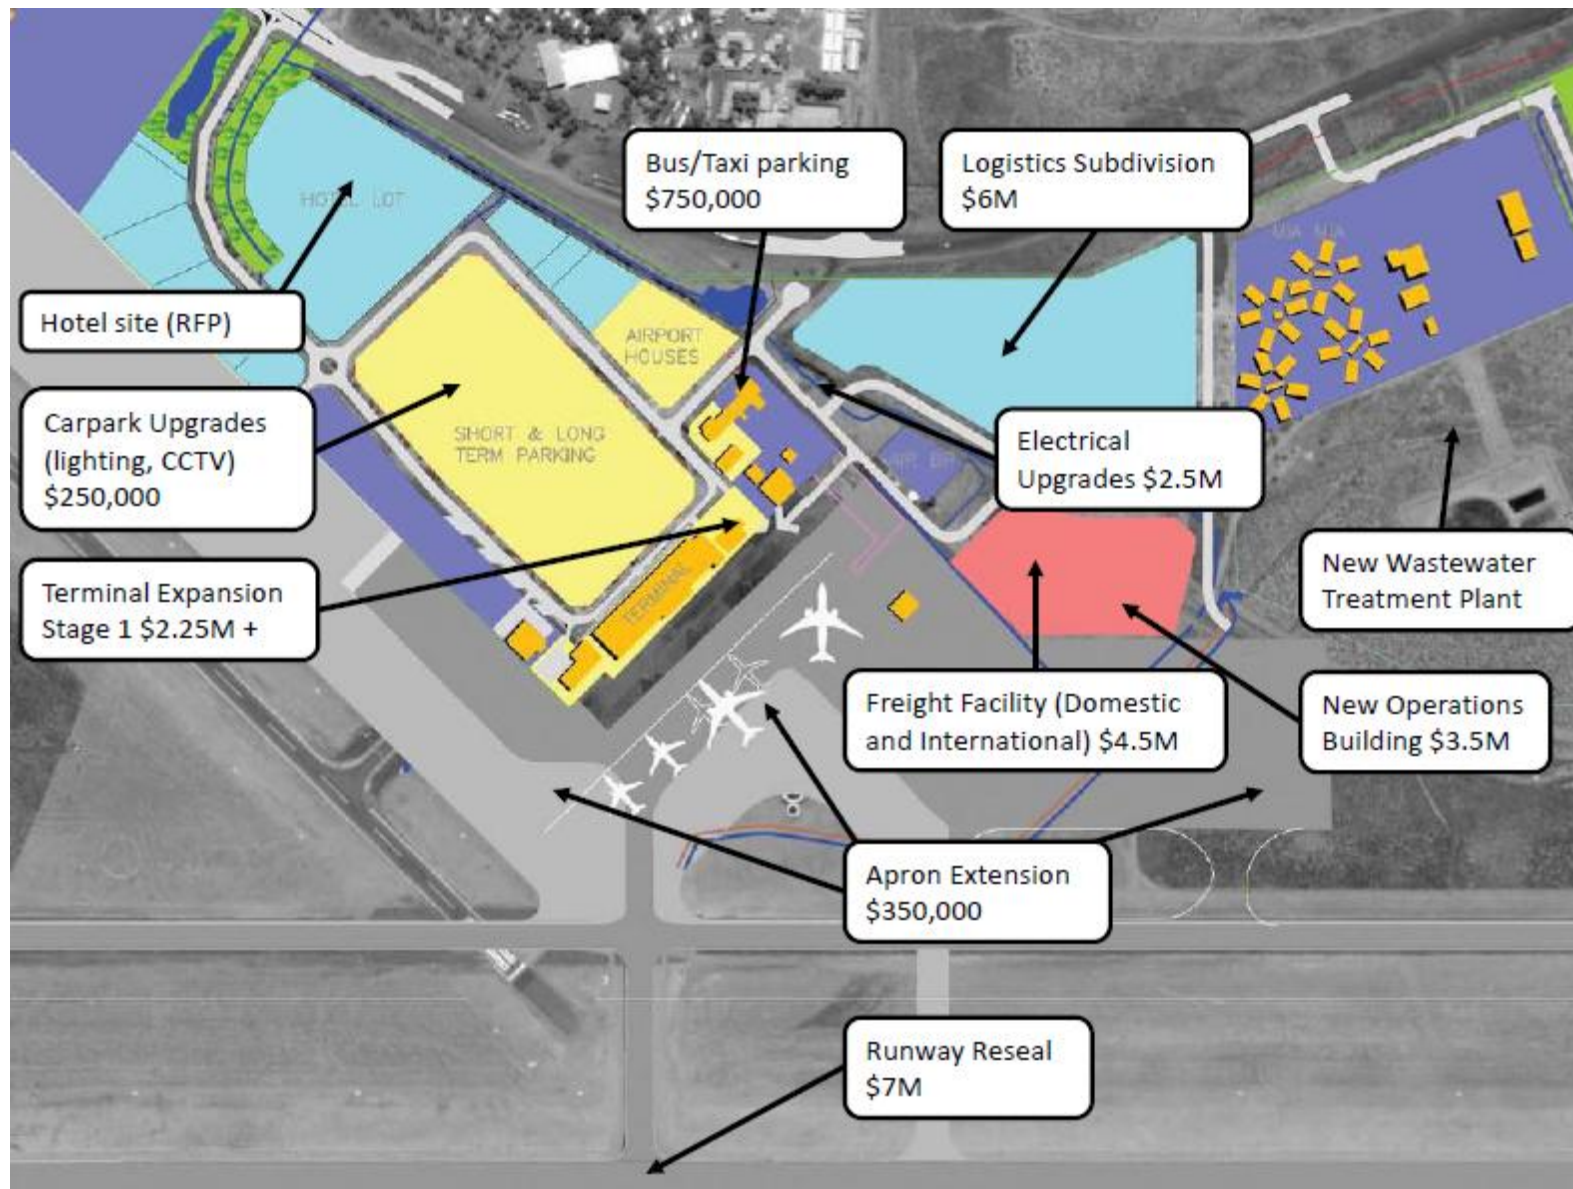 Bus/Taxi parking
$750,000
Logistics Subdivision
$6M
HOTEL LOT
MIA MIA
Hotel site (RFP)
AIRPORT
HOUSES
Carpark Upgrades
(lighting, CCTV)
$250,000
SHORT & LONG
TERM PARKING
Electrical
Upgrades $2.5M
New Wastewater
Treatment Plant
Terminal Expansion
Stage 1 $2.25M +
TERMINAL
Freight Facility (Domestic
and International) $4.5M
New Operations
Building $3.5M
Apron Extension
$350,000
Runway Reseal
$7M